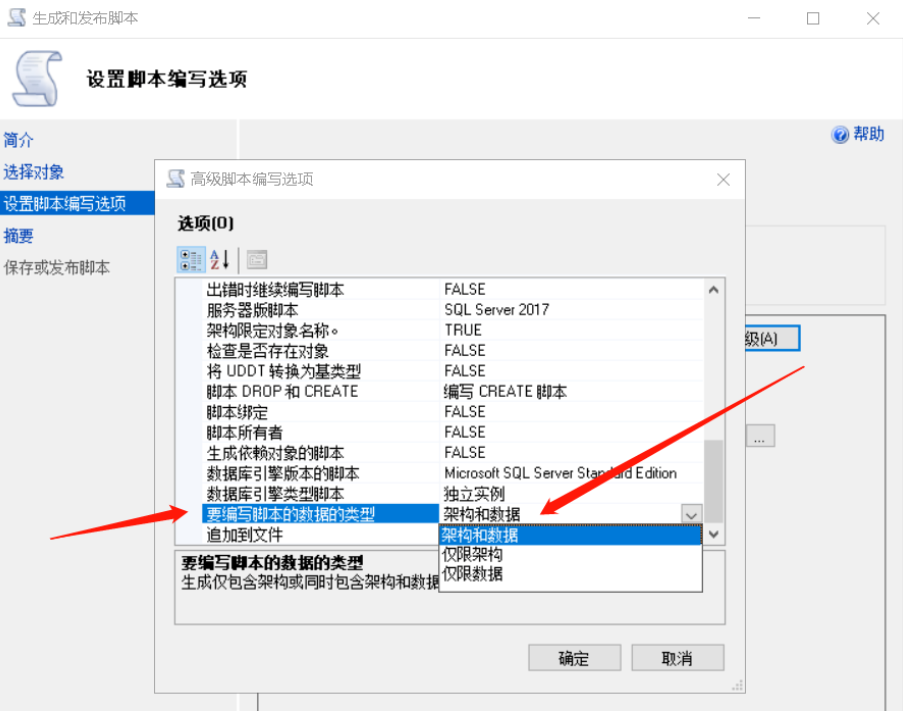 生成和发布脚本
设置脚本编写选项
帮助
简介
选择对象
设置脚本编写选项
摘要
保存或发布脚本
高级脚本编写选项
选项(O)
出错时继续编写脚本 FALSE
服务器版脚本 SQL Server 2017
架构限定对象名称。 TRUE
检查是否存在对象 FALSE
将 UDDT 转换为基类型 FALSE
脚本 DROP 和 CREATE 编写 CREATE 脚本
脚本绑定 FALSE
脚本所有者 FALSE
生成依赖对象的脚本 FALSE
数据库引擎版本的脚本 Microsoft SQL Server Standard Edition
数据库引擎类型脚本 独立实例
要编写脚本的数据的类型 架构和数据
追加到文件
架构和数据
仅限架构
仅限数据
要编写脚本的数据的类型
生成仅包含架构或同时包含架构和数据
级(A)
...
确定 取消